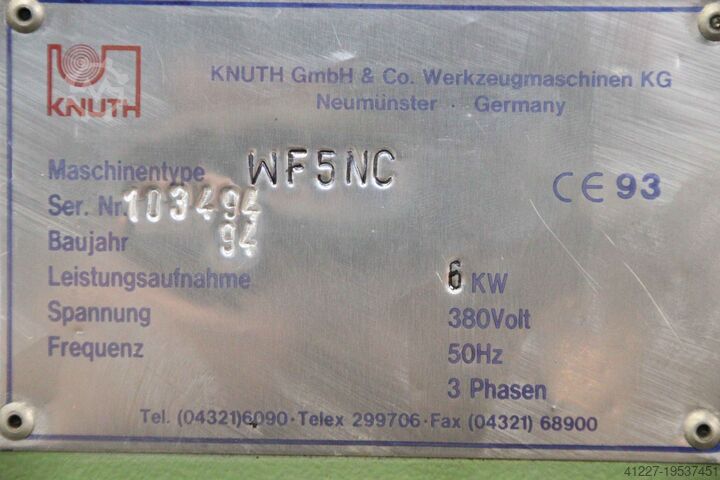 KNUTH
KNUTH GmbH & Co. Werkzeugmaschinen KG
Neumünster · Germany
Maschinentype WF5NC
CE 93
Ser. Nr. 103494
Baujahr 94
Leistungsaufnahme 6 KW
Spannung 380Volt
Frequenz 50Hz
3 Phasen
Tel. (04321)6090 · Telex 299706 · Fax (04321) 68900
41227-19537451